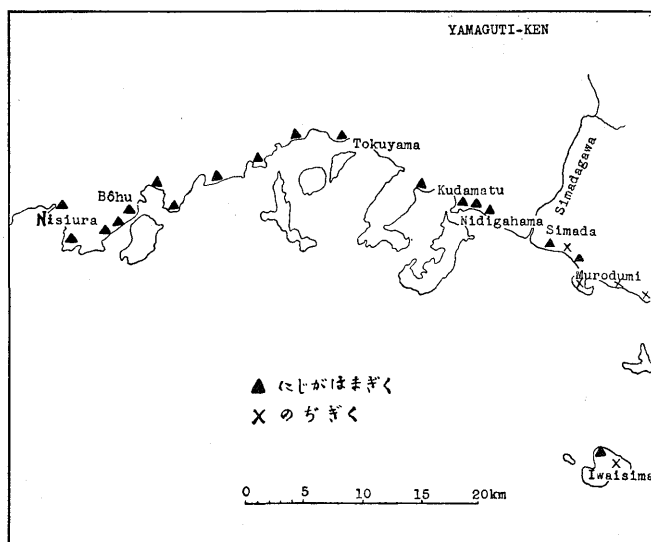 YAMAGUTI-KEN
Simadagawa
Tokuyama
Bôhu
Kudamatu
Nisiura
Nidigahama
Simada
Murodumi
▲ にじがはまぎく
× のぢぎく
Iwaisima
0 5 10 15 20km